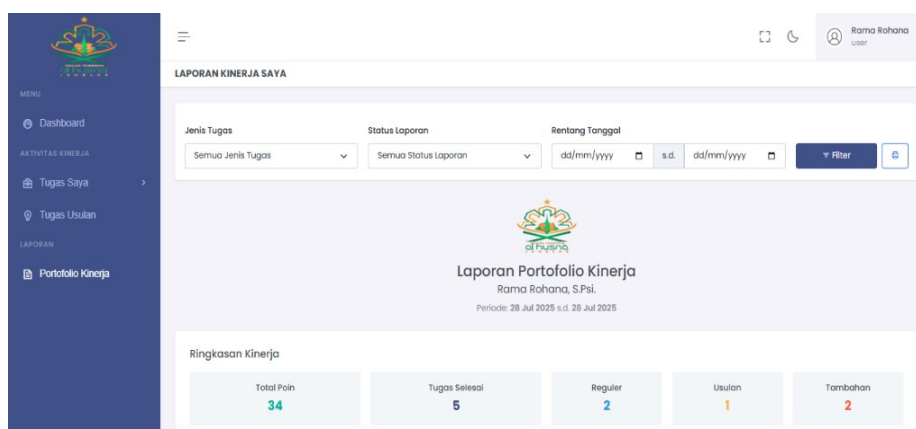 MENU
Dashboard
AKTIVITAS KINERJA
Tugas Saya
Tugas Usulan
LAPORAN
Portofolio Kinerja
Rama Rohana
user
LAPORAN KINERJA SAYA
Jenis Tugas
Status Laporan
Rentang Tanggal
Semua Jenis Tugas
Semua Status Laporan
dd/mm/yyyy
s.d.
dd/mm/yyyy
Filter
al husna
Laporan Portofolio Kinerja
Rama Rohana, S.Psi.
Periode: 28 Jul 2025 s.d. 28 Jul 2025
Ringkasan Kinerja
Total Poin
34
Tugas Selesai
5
Reguler
2
Usulan
1
Tambahan
2